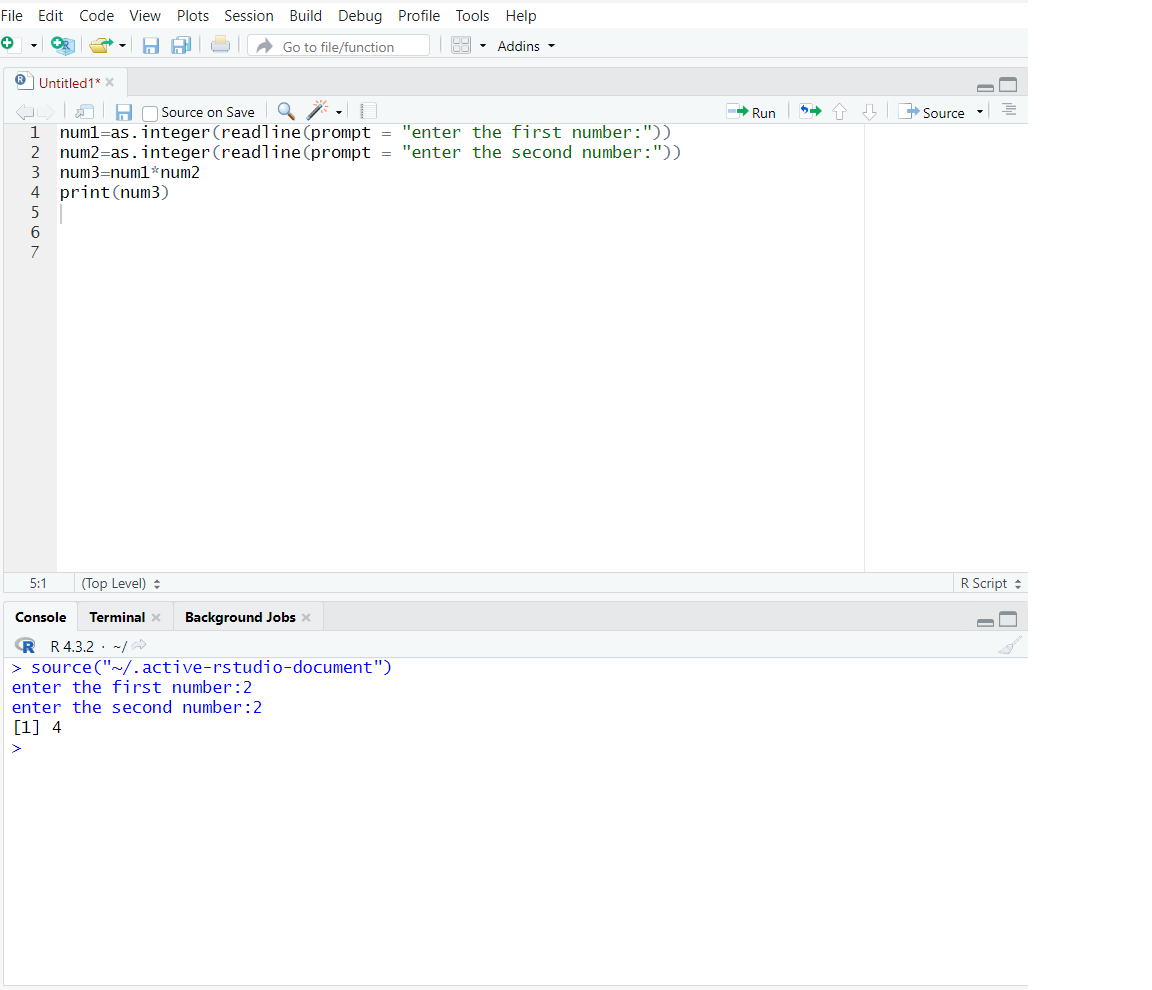 File Edit Code View Plots Session Build Debug Profile Tools Help
R Go to file/function Addins
R Untitled1*
Source on Save Run Source
1 num1=as.integer(readline(prompt = "enter the first number:"))
2 num2=as.integer(readline(prompt = "enter the second number:"))
3 num3=num1*num2
4 print(num3)
5
6
7
5:1 (Top Level) R Script
Console Terminal Background Jobs
R R 4.3.2 · ~/
> source("~/.active-rstudio-document")
enter the first number:2
enter the second number:2
[1] 4
>